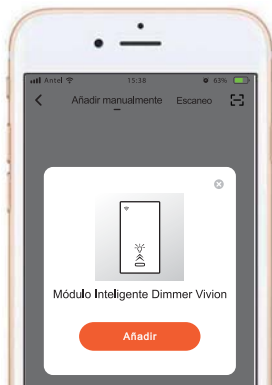 Antel 15:38 63%
Añadir manualmente Escaneo
Módulo Inteligente Dimmer Vivion
Añadir